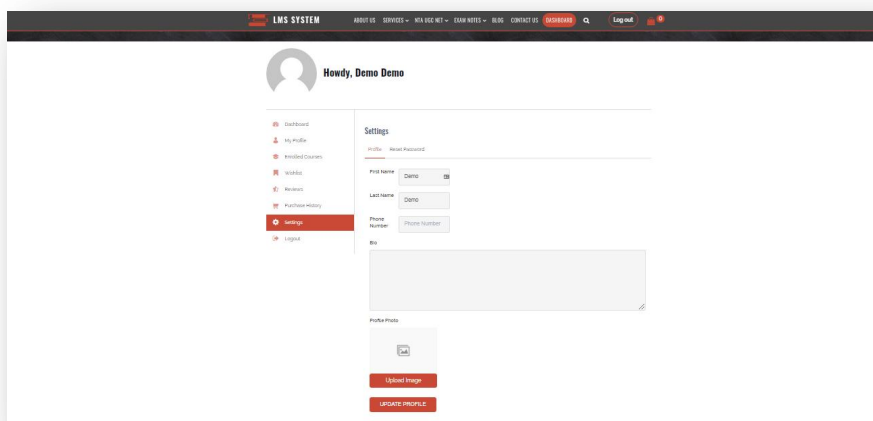 LMS SYSTEM ABOUT US SERVICES NTA UGC NET EXAM NOTES BLOG CONTACT US DASHBOARD Log out 0
Howdy, Demo Demo
Dashboard
My Profile
Enrolled Courses
Wishlist
Reviews
Purchase History
Settings
Logout
Settings
Profile Reset Password
First Name Demo
Last Name Demo
Phone
Number Phone Number
Bio
Profile Photo
Upload Image
UPDATE PROFILE